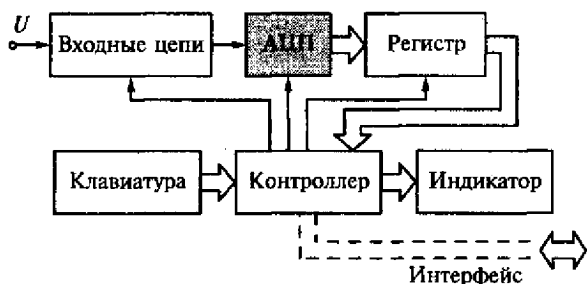 U
Входные цепи
АЦП
Регистр
Клавиатура
Контроллер
Индикатор
Интерфейс